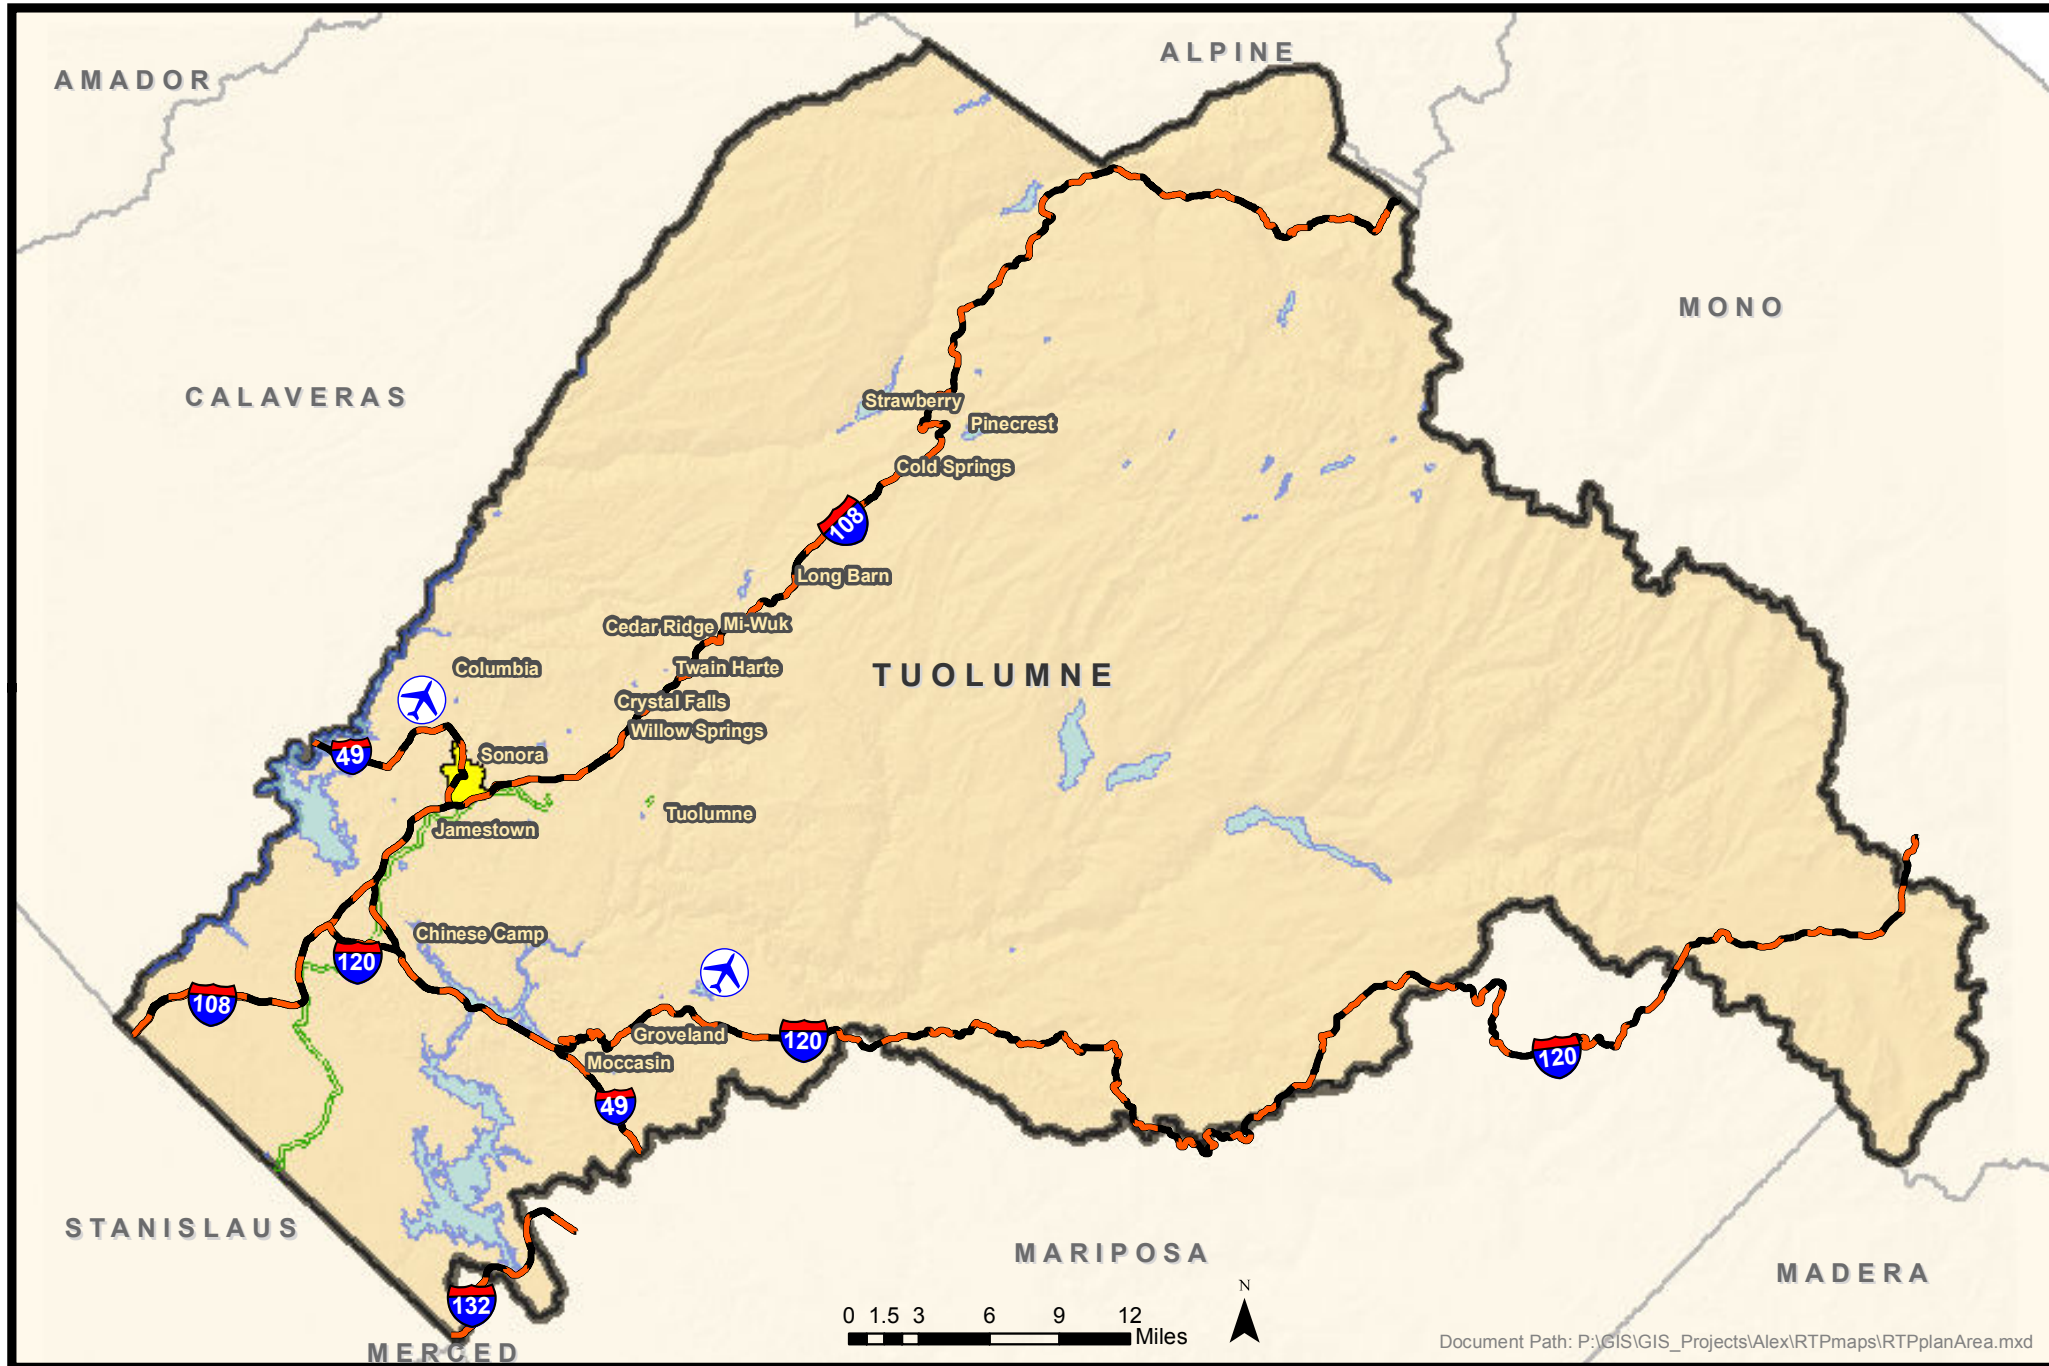 ALPINE
AMADOR
MONO
CALAVERAS
Strawberry
Pinecrest
Cold Springs
108
Long Barn
Cedar Ridge
Mi-Wuk
Columbia
Twain Harte
TUOLUMNE
Crystal Falls
Willow Springs
49
Sonora
Tuolumne
Jamestown
Chinese Camp
120
108
Groveland
120
Moccasin
120
49
STANISLAUS
MARIPOSA
MADERA
132
MERCED
N
0 1.5 3 6 9 12
Miles
Document Path: P:\GIS\GIS_Projects\Alex\RTPmaps\RTPplanArea.mxd